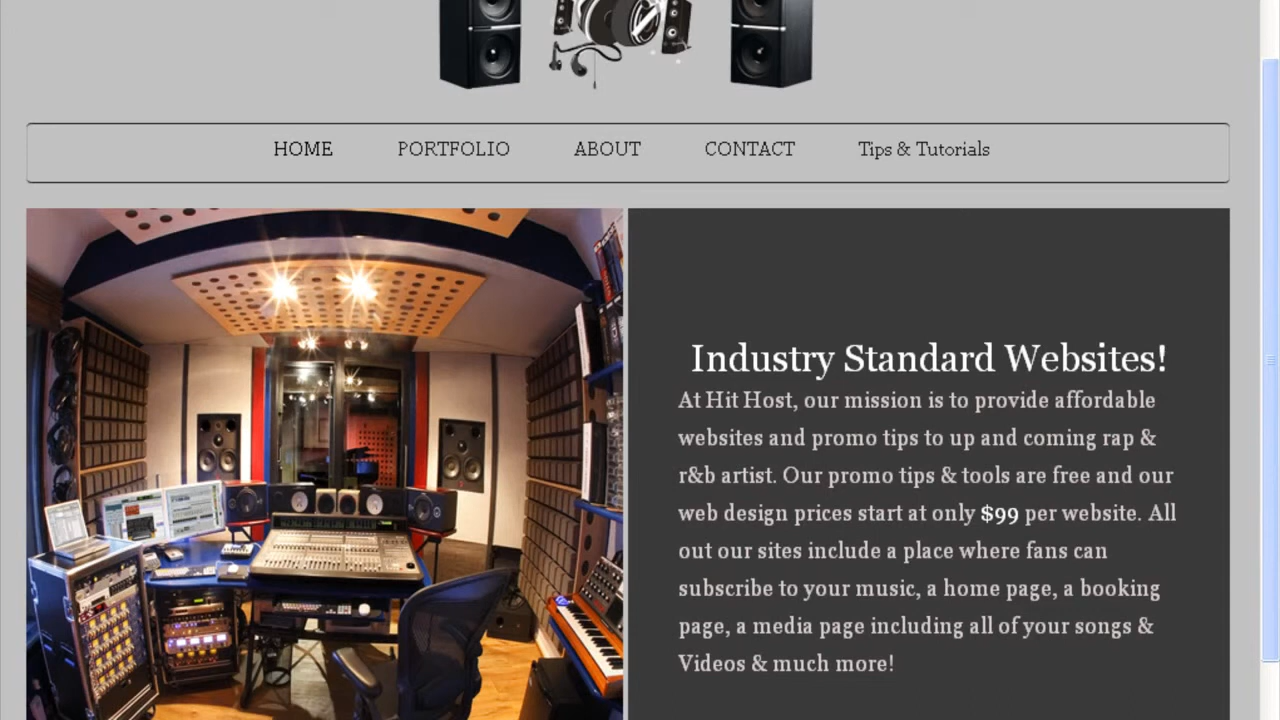 HOME PORTFOLIO ABOUT CONTACT Tips & Tutorials
Industry Standard Websites!
At Hit Host, our mission is to provide affordable
websites and promo tips to up and coming rap &
r&b artist. Our promo tips & tools are free and our
web design prices start at only $99 per website. All
out our sites include a place where fans can
subscribe to your music, a home page, a booking
page, a media page including all of your songs &
Videos & much more!